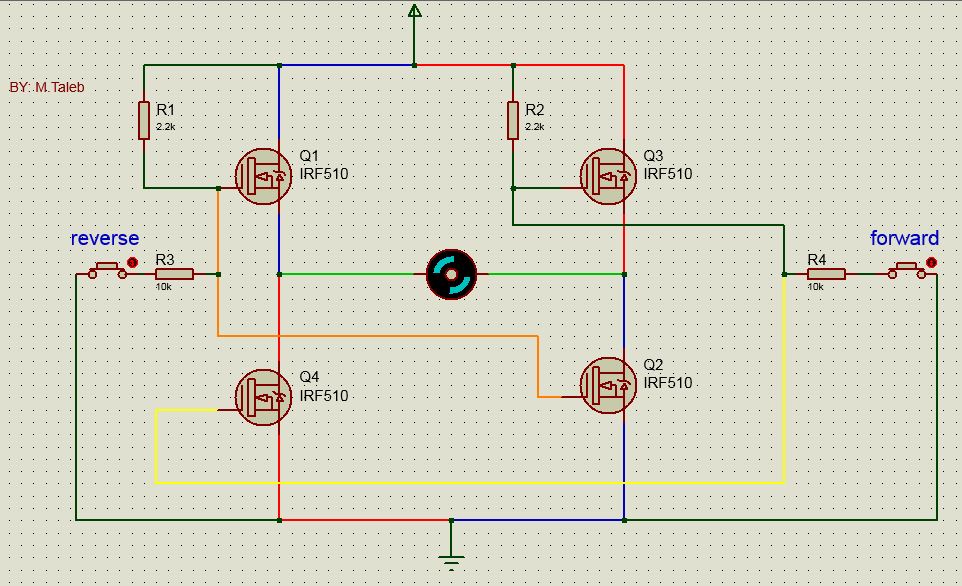 BY: M.Taleb
R1
2.2k
R2
2.2k
Q1
IRF510
Q3
IRF510
reverse
forward
R3
10k
R4
10k
Q4
IRF510
Q2
IRF510